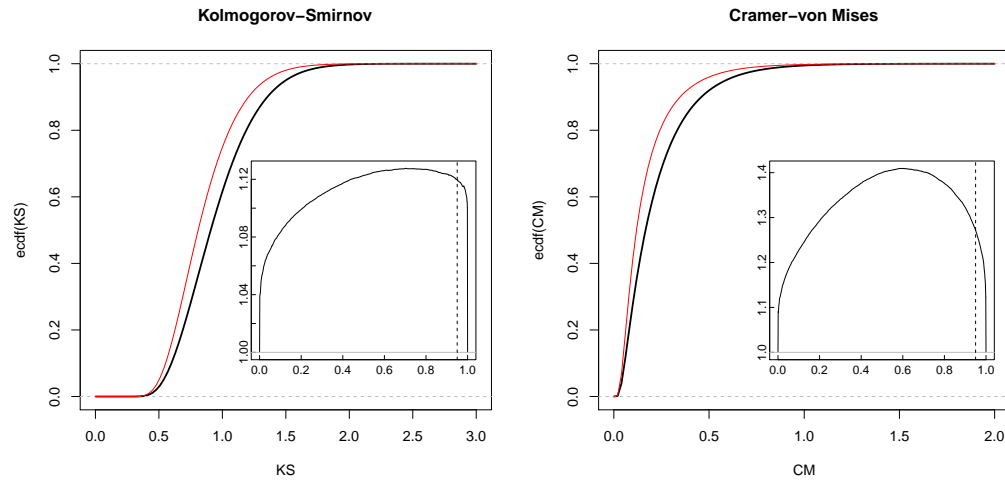 Kolmogorov−Smirnov
ecdf(KS)
0.0 0.2 0.4 0.6 0.8 1.0
1.00 1.04 1.08 1.12
0.0 0.2 0.4 0.6 0.8 1.0
0.0 0.5 1.0 1.5 2.0 2.5 3.0
KS
Cramer−von Mises
ecdf(CM)
0.0 0.2 0.4 0.6 0.8 1.0
1.0 1.1 1.2 1.3 1.4
0.0 0.2 0.4 0.6 0.8 1.0
0.0 0.5 1.0 1.5 2.0
CM